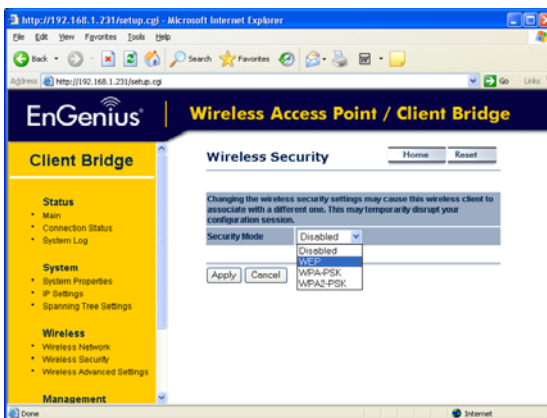 http://192.168.1.231/setup.cgi - Microsoft Internet Explorer
File Edit View Favorites Tools Help
Back Search Favorites
Address http://192.168.1.231/setup.cgi Go Links
EnGenius Wireless Access Point / Client Bridge
Client Bridge
Status
Main
Connection Status
System Log
System
System Properties
IP Settings
Spanning Tree Settings
Wireless
Wireless Network
Wireless Security
Wireless Advanced Settings
Management
Wireless Security Home Reset
Changing the wireless security settings may cause this wireless client to
associate with a different one. This may temporarily disrupt your
configuration session.
Security Mode Disabled
Disabled
WEP
WPA-PSK
WPA2-PSK
Apply Cancel
Done Internet